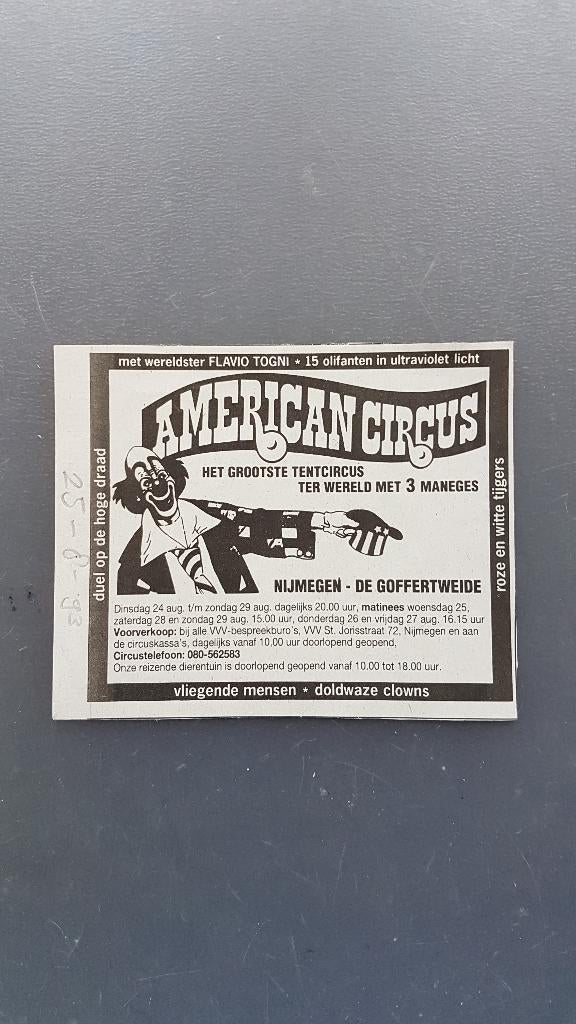 met wereldster FLAVIO TOGNI * 15 olifanten in ultraviolet licht
AMERICAN CIRCUS
HET GROOTSTE TENTCIRCUS
TER WERELD MET 3 MANEGES
NIJMEGEN - DE GOFFERTWEIDE
Dinsdag 24 aug. t/m zondag 29 aug. dagelijks 20.00 uur, matinees woensdag 25,
zaterdag 28 en zondag 29 aug. 15.00 uur, donderdag 26 en vrijdag 27 aug. 16.15 uur
Voorverkoop: bij alle VVV-bespreekburo's, VVV St. Jorisstraat 72, Nijmegen en aan
de circuskassa's, dagelijks vanaf 10.00 uur doorlopend geopend,
Circustelefoon: 080-562583
Onze reizende dierentuin is doorlopend geopend vanaf 10.00 tot 18.00 uur.
vliegende mensen * doldwaze clowns
duel op de hoge draad
roze en witte tijgers
25-8-'93